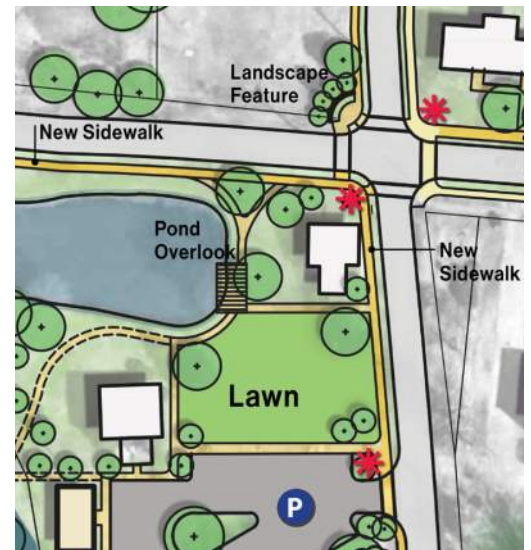 Landscape
Feature
New Sidewalk
Pond
Overlook
New
Sidewalk
Lawn
P